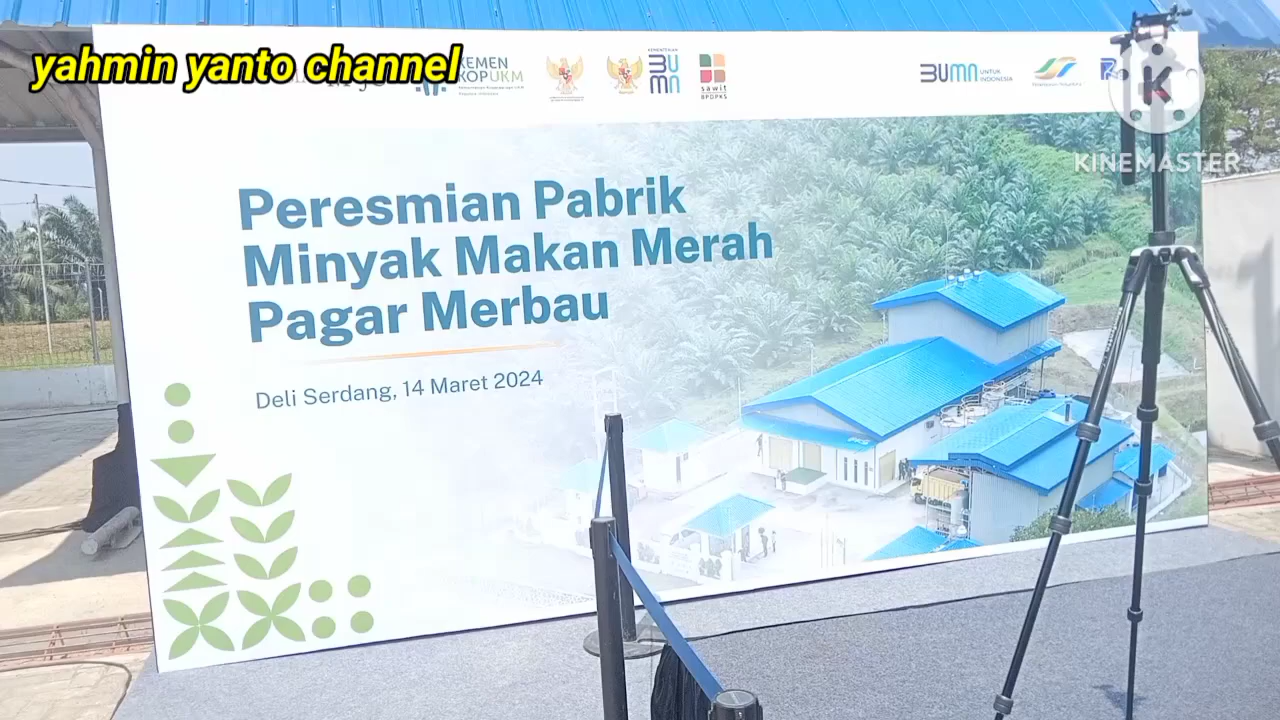 yahmin yanto channel
KEMEN
KOPUKM
KEMENTERIAN
BUMN
sawit
BPDPKS
BUMN UNTUK
INDONESIA
K
KINEMASTER
Peresmian Pabrik
Minyak Makan Merah
Pagar Merbau
Deli Serdang, 14 Maret 2024